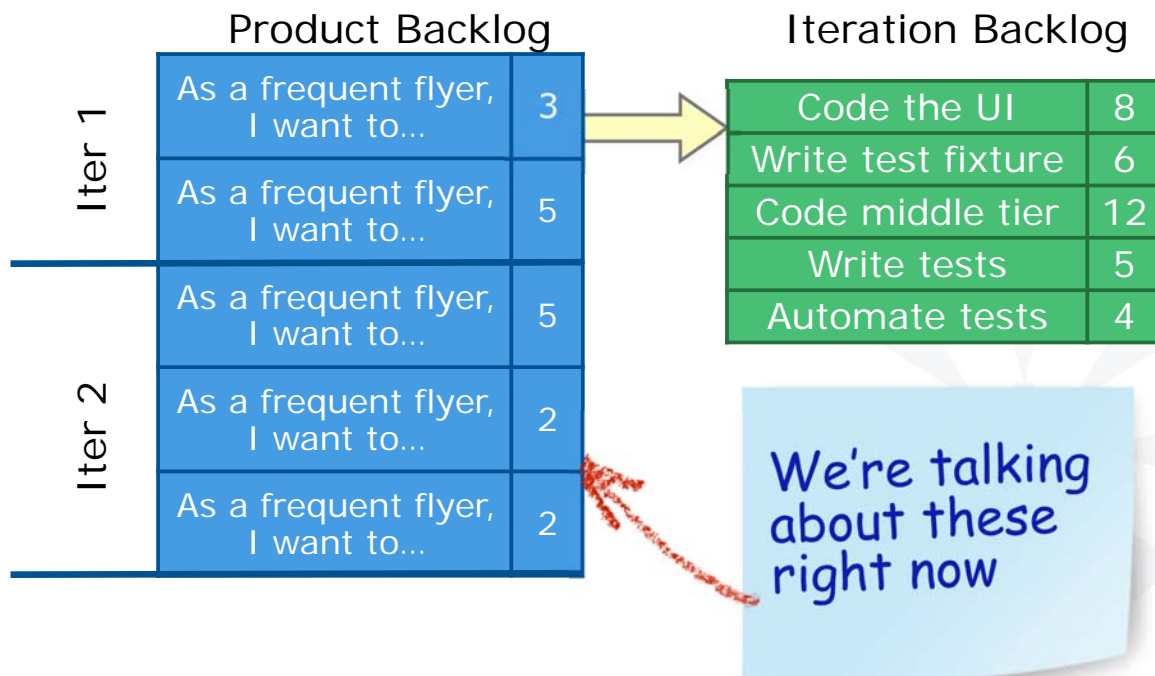 Product Backlog
Iteration Backlog
Iter 1
As a frequent flyer,
I want to...
3
As a frequent flyer,
I want to...
5
Iter 2
As a frequent flyer,
I want to...
5
As a frequent flyer,
I want to...
2
As a frequent flyer,
I want to...
2
Code the UI 8
Write test fixture 6
Code middle tier 12
Write tests 5
Automate tests 4
We're talking
about these
right now